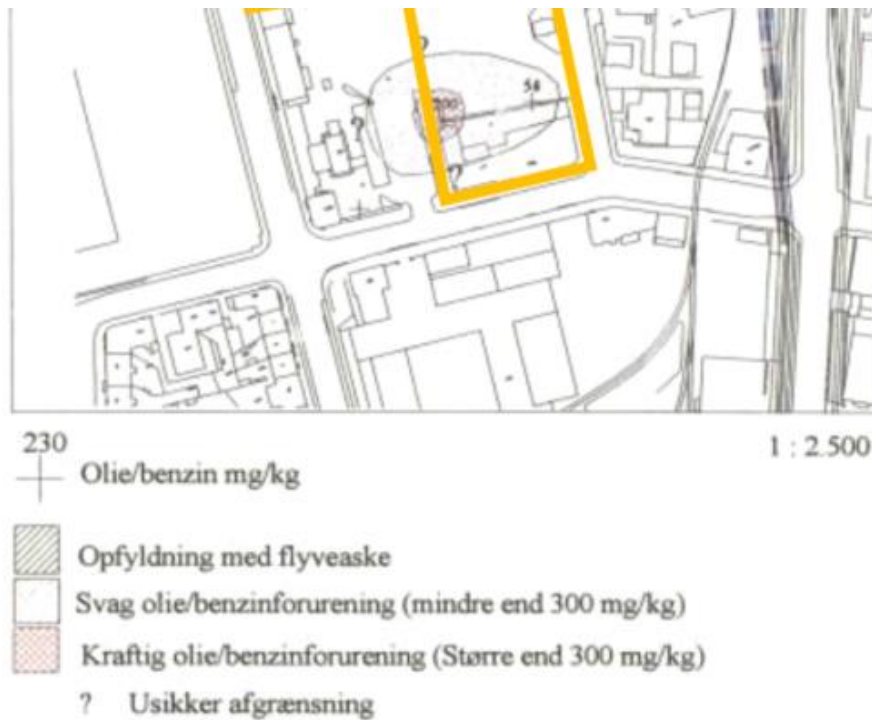 ?
58
?
?
230
1 : 2.500
Olie/benzin mg/kg
Opfyldning med flyveaske
Svag olie/benzinforurening (mindre end 300 mg/kg)
Kraftig olie/benzinforurening (Større end 300 mg/kg)
? Usikker afgrænsning